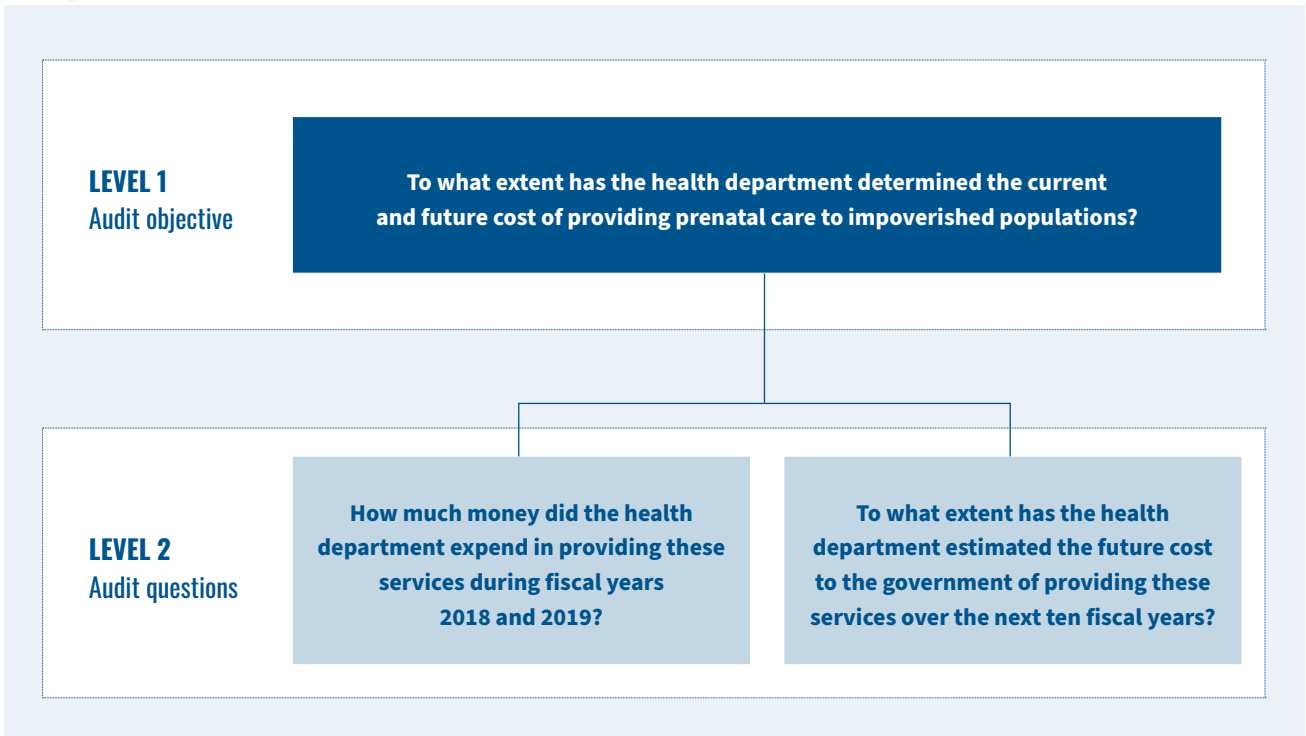 LEVEL 1
Audit objective
To what extent has the health department determined the current
and future cost of providing prenatal care to impoverished populations?
LEVEL 2
Audit questions
How much money did the health
department expend in providing these
services during fiscal years
2018 and 2019?
To what extent has the health
department estimated the future cost
to the government of providing these
services over the next ten fiscal years?